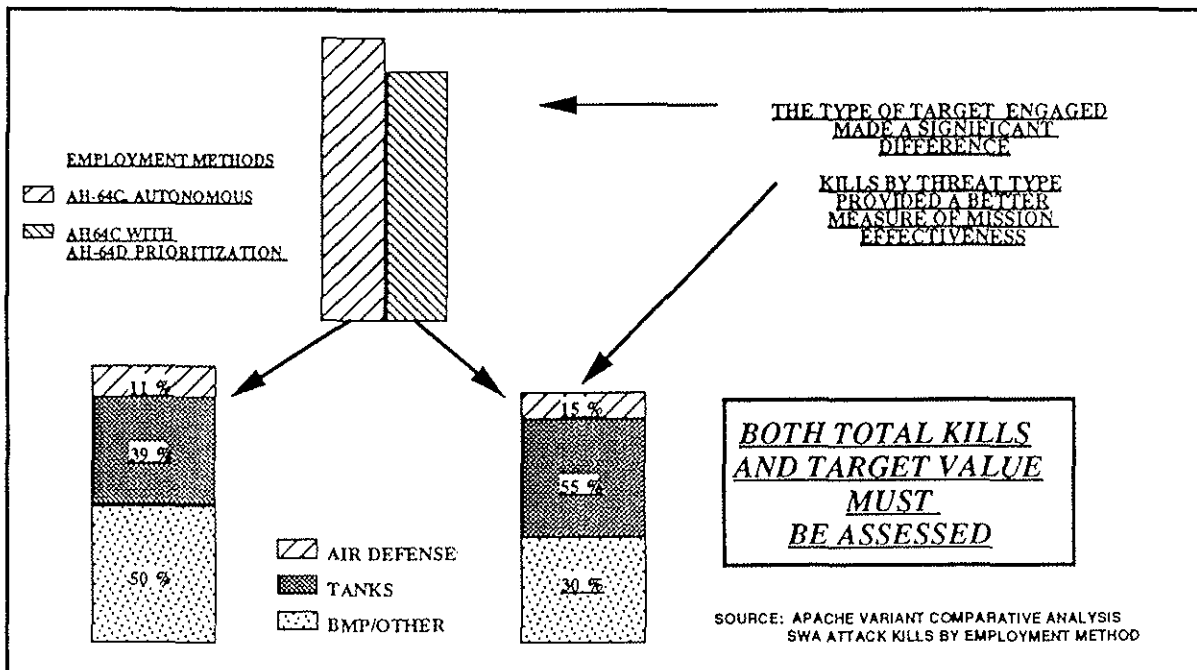 THE TYPE OF TARGET ENGAGED
MADE A SIGNIFICANT
DIFFERENCE
KILLS BY THREAT TYPE
PROVIDED A BETTER
MEASURE OF MISSION
EFFECTIVENESS
EMPLOYMENT METHODS
AH-64C, AUTONOMOUS
AH64C WITH
AH-64D PRIORITIZATION
11 %
39 %
50 %
15 %
55 %
30 %
AIR DEFENSE
TANKS
BMP/OTHER
BOTH TOTAL KILLS
AND TARGET VALUE
MUST
BE ASSESSED
SOURCE: APACHE VARIANT COMPARATIVE ANALYSIS
SWA ATTACK KILLS BY EMPLOYMENT METHOD